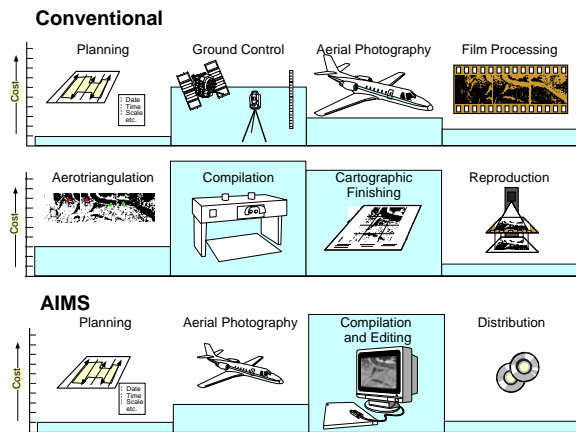 Conventional
Planning
Ground Control
Aerial Photography
Film Processing
Cost
Date
Time
Scale
etc.
Aerotriangulation
Compilation
Cartographic
Finishing
Reproduction
Cost
AIMS
Planning
Aerial Photography
Compilation
and Editing
Distribution
Cost
Date
Time
Scale
etc.